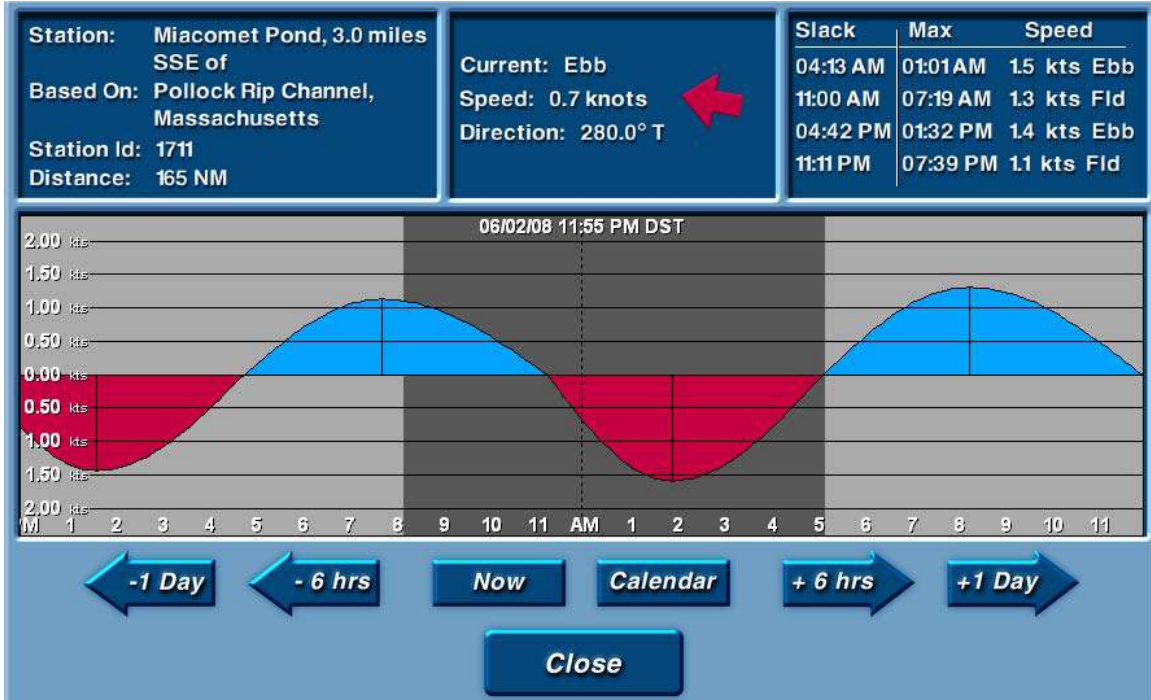 Station: Miacomet Pond, 3.0 miles
SSE of
Based On: Pollock Rip Channel,
Massachusetts
Station Id: 1711
Distance: 165 NM
Current: Ebb
Speed: 0.7 knots
Direction: 280.0° T
Slack Max Speed
04:13 AM 01:01 AM 1.5 kts Ebb
11:00 AM 07:19 AM 1.3 kts Fld
04:42 PM 01:32 PM 1.4 kts Ebb
11:11 PM 07:39 PM 1.1 kts Fld
06/02/08 11:55 PM DST
2.00 kts
1.50 kts
1.00 kts
0.50 kts
0.00 kts
0.50 kts
1.00 kts
1.50 kts
2.00 kts
M 1 2 3 4 5 6 7 8 9 10 11 AM 1 2 3 4 5 6 7 8 9 10 11
-1 Day - 6 hrs Now Calendar + 6 hrs +1 Day
Close